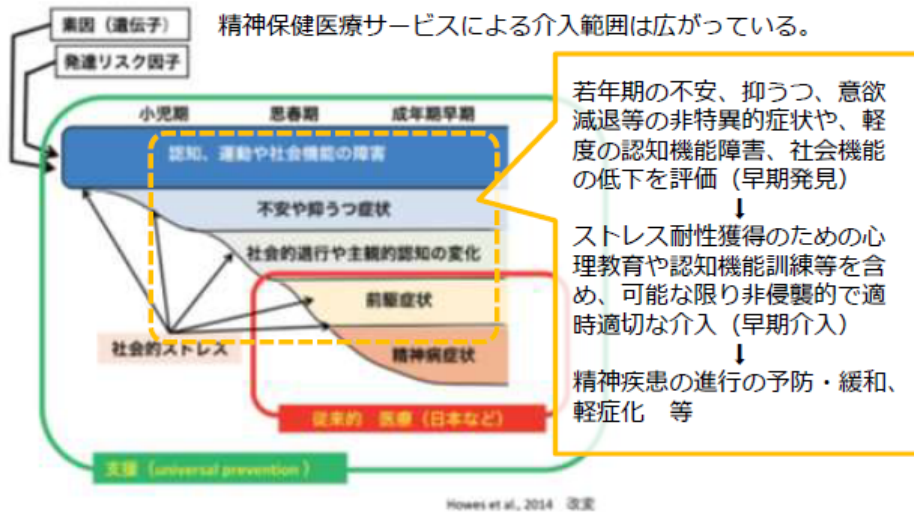 素因（遺伝子）
精神保健医療サービスによる介入範囲は広がっている。
発達リスク因子
小児期
思春期
成年期早期
認知、運動や社会機能の障害
不安や抑うつ症状
社会的退行や主観的認知の変化
前駆症状
社会的ストレス
精神病症状
従来的　医療（日本など）
支援（universal prevention）
若年期の不安、抑うつ、意欲
減退等の非特異的症状や、軽
度の認知機能障害、社会機能
の低下を評価（早期発見）
ストレス耐性獲得のための心
理教育や認知機能訓練等を含
め、可能な限り非侵襲的で適
時適切な介入（早期介入）
精神疾患の進行の予防・緩和、
軽症化　等
Howes et al., 2014　改変